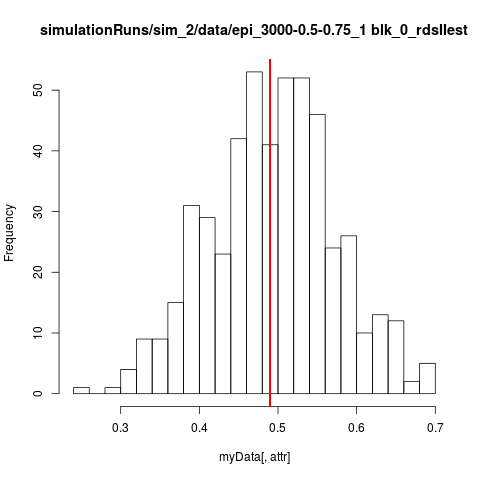 simulationRuns/sim_2/data/epi_3000-0.5-0.75_1 blk_0_rdsllest
Frequency
50
40
30
20
10
0
0.3 0.4 0.5 0.6 0.7
myData[, attr]